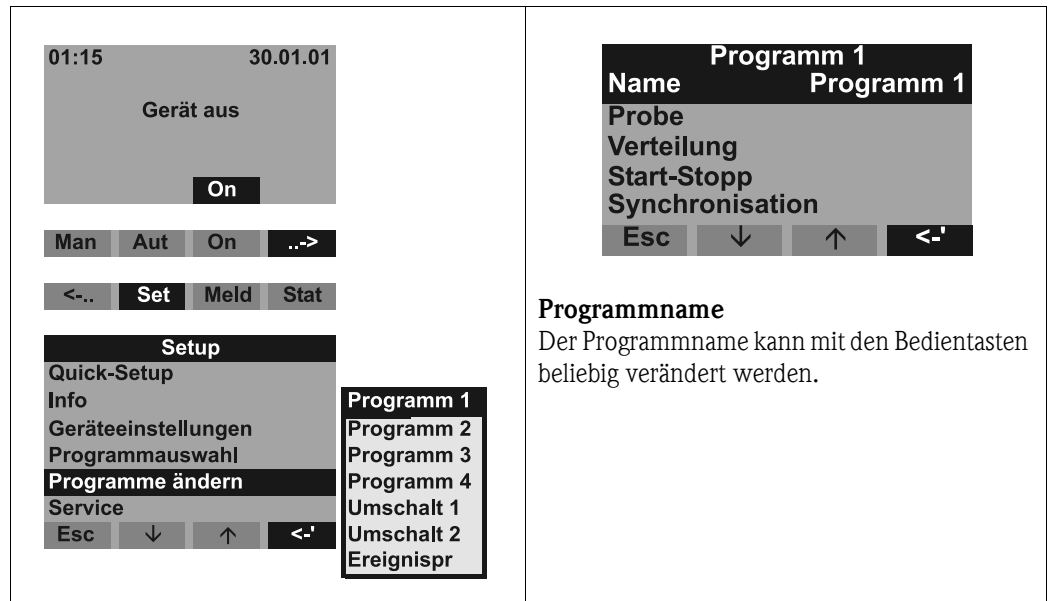 01:15 30.01.01
Gerät aus
On
Man Aut On ..->
<-.. Set Meld Stat
Setup
Quick-Setup
Info
Geräteeinstellungen
Programmauswahl
Programme ändern
Service
Esc ↓ ↑ <-'
Programm 1
Programm 2
Programm 3
Programm 4
Umschalt 1
Umschalt 2
Ereignispr
Programm 1
Name Programm 1
Probe
Verteilung
Start-Stopp
Synchronisation
Esc ↓ ↑ <-'
Programmname
Der Programmname kann mit den Bedientasten
beliebig verändert werden.